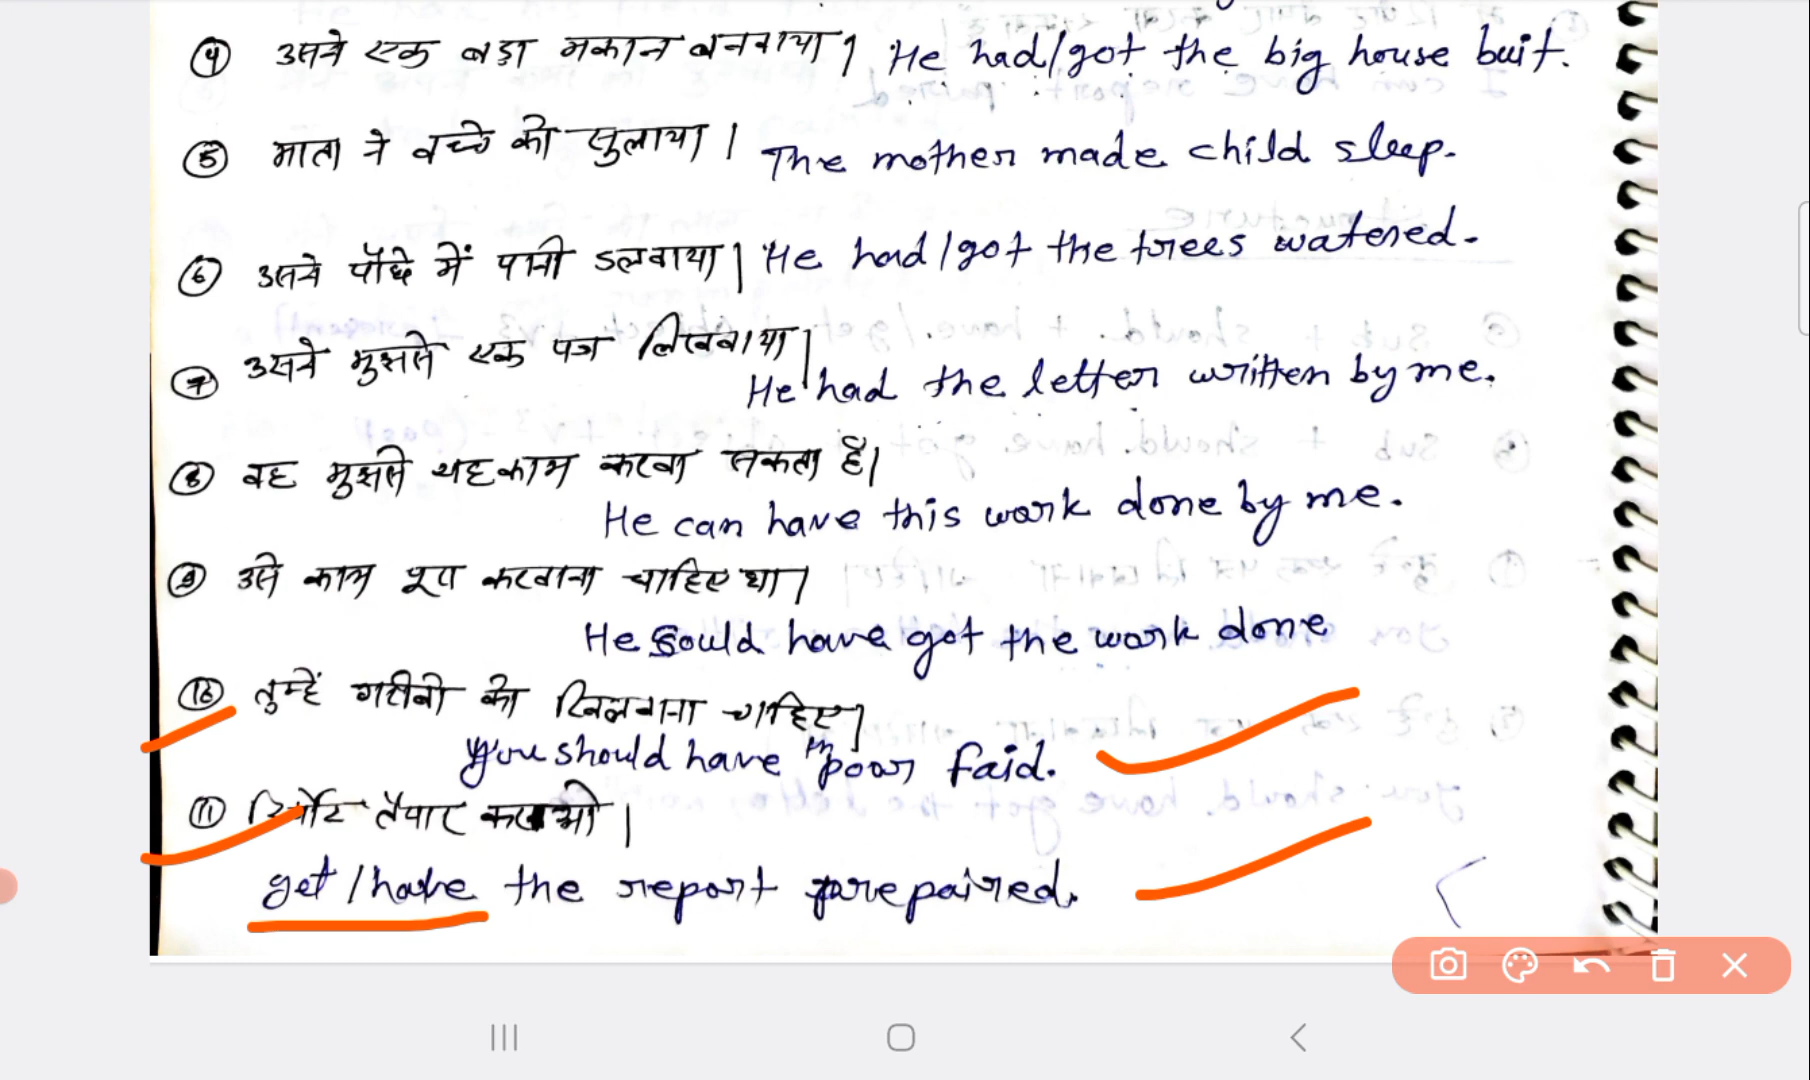 ④ उसने एक बड़ा मकान बनवाया। He had/got the big house buit.
⑤ माता ने बच्चे को सुलाया। The mother made child sleep.
⑥ उसने पौधे में पानी डलवाया। He had/got the trees watered.
⑦ उसने मुझसे एक पत्र लिखवाया।
He had the letter written by me.
⑧ वह मुझसे यह काम करवा सकता है।
He can have this work done by me.
⑨ उसे काम पूरा करवाना चाहिए था।
He sould have got the work done
⑩ तुम्हें गरीबों को खिलवाना चाहिए।
you should have the poor faid.
⑪ रिपोर्ट तैयार करवाओ।
get/have the report prepaired.